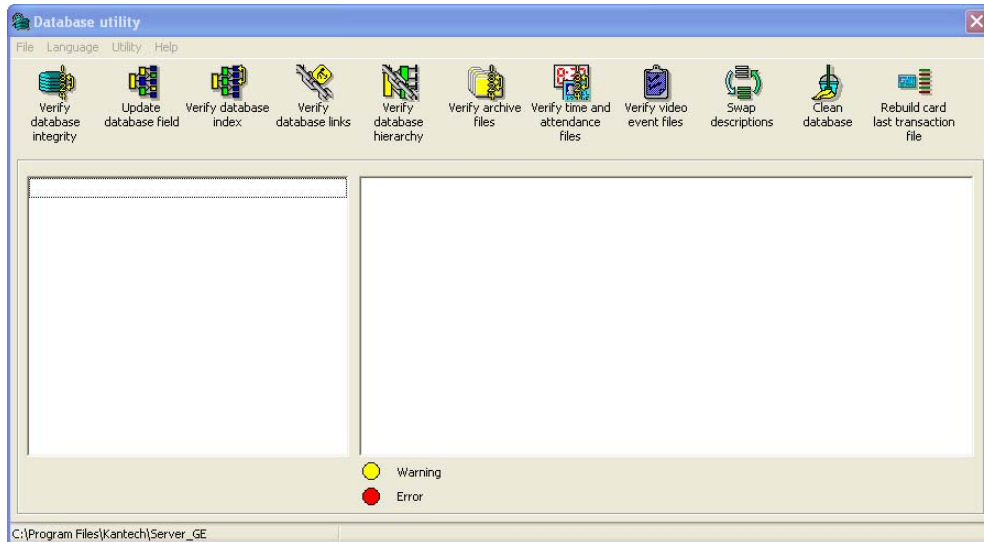 Database utility
File Language Utility Help
Verify database integrity
Update database field
Verify database index
Verify database links
Verify database hierarchy
Verify archive files
Verify time and attendance files
Verify video event files
Swap descriptions
Clean database
Rebuild card last transaction file
Warning
Error
C:\Program Files\Kantech\Server_GE